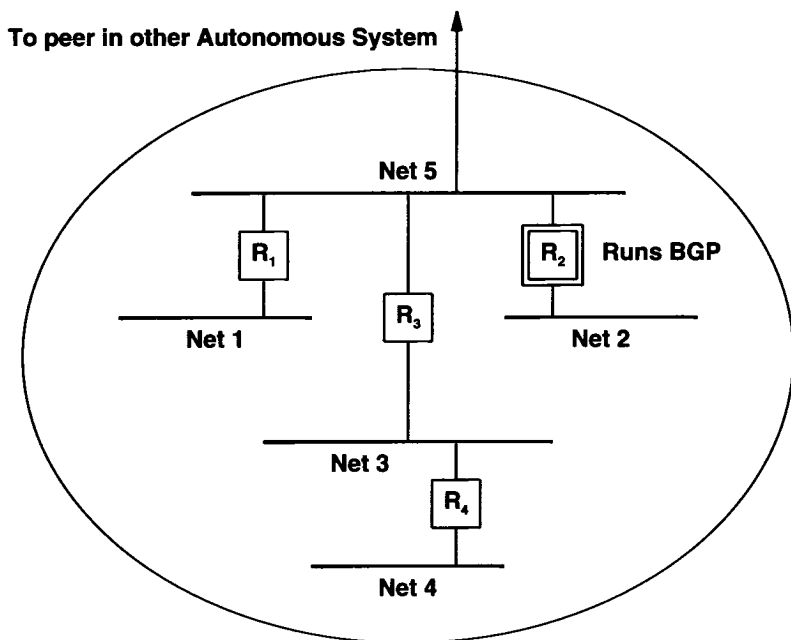 To peer in other Autonomous System
Net 5
R₁
R₂
Runs BGP
R₃
Net 1
Net 2
Net 3
R₄
Net 4